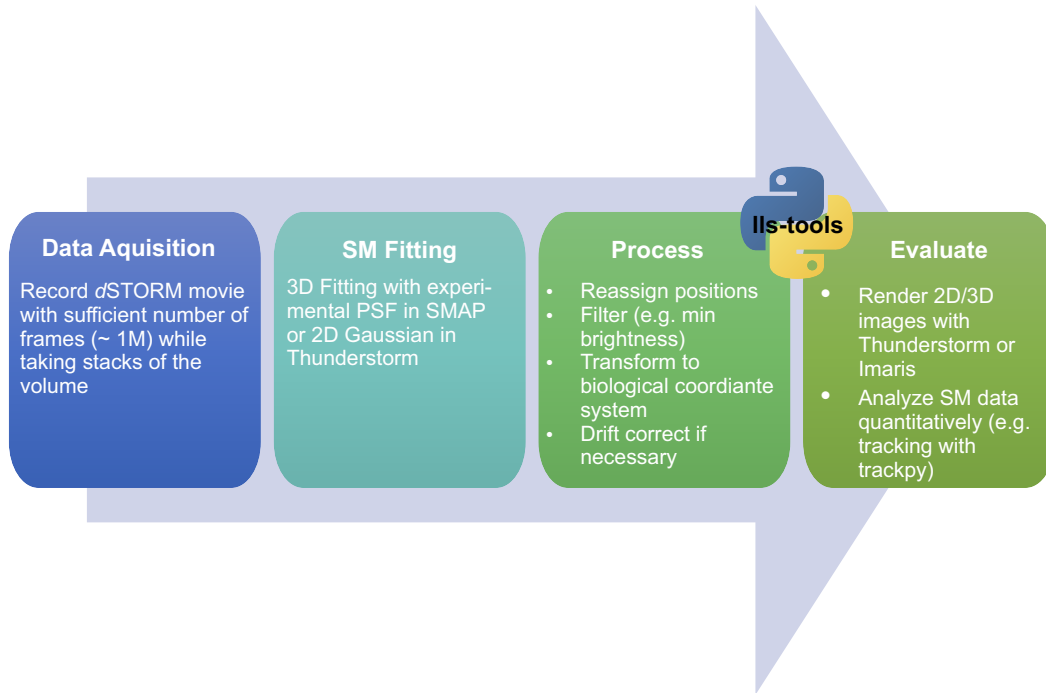 Data Aquisition
Record dSTORM movie
with sufficient number of
frames (~ 1M) while
taking stacks of the
volume
SM Fitting
3D Fitting with experi-
mental PSF in SMAP
or 2D Gaussian in
Thunderstorm
Process
• Reassign positions
• Filter (e.g. min
brightness)
• Transform to
biological coordiante
system
• Drift correct if
necessary
lls-tools
Evaluate
• Render 2D/3D
images with
Thunderstorm or
Imaris
• Analyze SM data
quantitatively (e.g.
tracking with
trackpy)